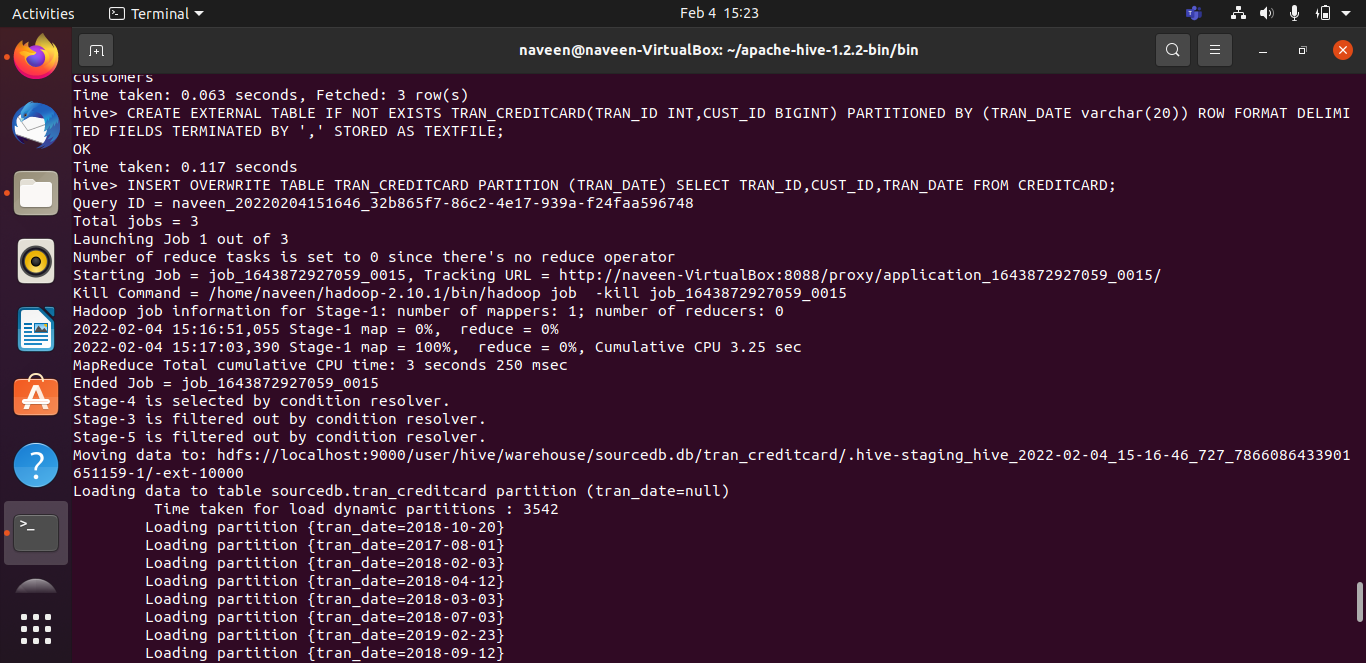 Activities
Terminal
Feb 4 15:23
naveen@naveen-VirtualBox: ~/apache-hive-1.2.2-bin/bin
customers
Time taken: 0.063 seconds, Fetched: 3 row(s)
hive> CREATE EXTERNAL TABLE IF NOT EXISTS TRAN_CREDITCARD(TRAN_ID INT,CUST_ID BIGINT) PARTITIONED BY (TRAN_DATE varchar(20)) ROW FORMAT DELIMI
TED FIELDS TERMINATED BY ',' STORED AS TEXTFILE;
OK
Time taken: 0.117 seconds
hive> INSERT OVERWRITE TABLE TRAN_CREDITCARD PARTITION (TRAN_DATE) SELECT TRAN_ID,CUST_ID,TRAN_DATE FROM CREDITCARD;
Query ID = naveen_20220204151646_32b865f7-86c2-4e17-939a-f24faa596748
Total jobs = 3
Launching Job 1 out of 3
Number of reduce tasks is set to 0 since there's no reduce operator
Starting Job = job_1643872927059_0015, Tracking URL = http://naveen-VirtualBox:8088/proxy/application_1643872927059_0015/
Kill Command = /home/naveen/hadoop-2.10.1/bin/hadoop job  -kill job_1643872927059_0015
Hadoop job information for Stage-1: number of mappers: 1; number of reducers: 0
2022-02-04 15:16:51,055 Stage-1 map = 0%,  reduce = 0%
2022-02-04 15:17:03,390 Stage-1 map = 100%,  reduce = 0%, Cumulative CPU 3.25 sec
MapReduce Total cumulative CPU time: 3 seconds 250 msec
Ended Job = job_1643872927059_0015
Stage-4 is selected by condition resolver.
Stage-3 is filtered out by condition resolver.
Stage-5 is filtered out by condition resolver.
Moving data to: hdfs://localhost:9000/user/hive/warehouse/sourcedb.db/tran_creditcard/.hive-staging_hive_2022-02-04_15-16-46_727_7866086433901
651159-1/-ext-10000
Loading data to table sourcedb.tran_creditcard partition (tran_date=null)
Time taken for load dynamic partitions : 3542
Loading partition {tran_date=2018-10-20}
Loading partition {tran_date=2017-08-01}
Loading partition {tran_date=2018-02-03}
Loading partition {tran_date=2018-04-12}
Loading partition {tran_date=2018-03-03}
Loading partition {tran_date=2018-07-03}
Loading partition {tran_date=2019-02-23}
Loading partition {tran_date=2018-09-12}